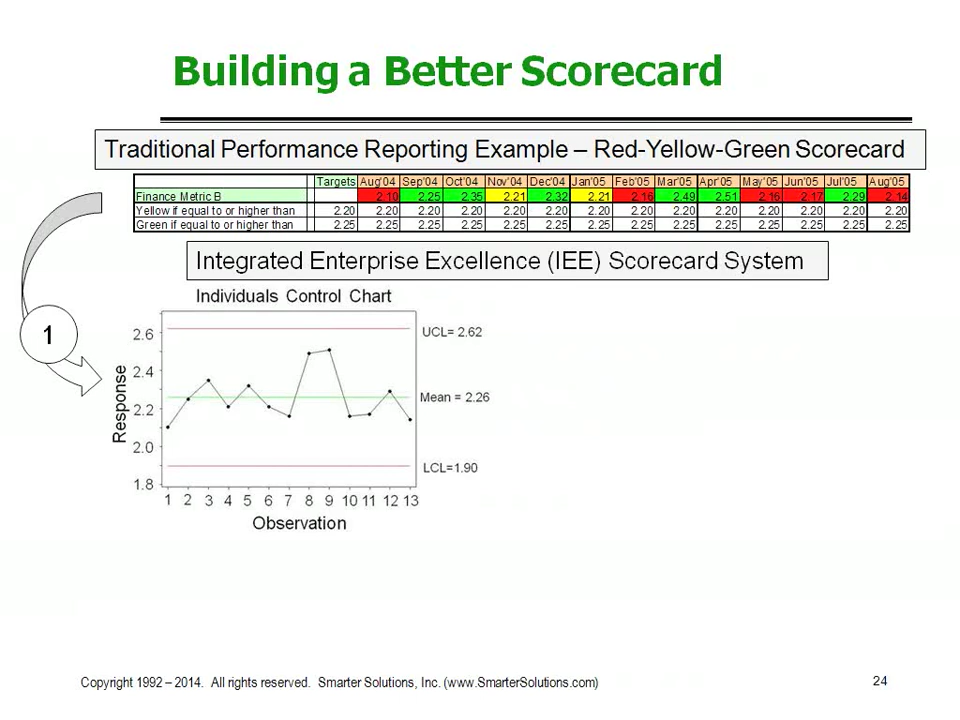 Building a Better Scorecard
Traditional Performance Reporting Example – Red-Yellow-Green Scorecard
Targets Aug'04 Sep'04 Oct'04 Nov'04 Dec'04 Jan'05 Feb'05 Mar'05 Apr'05 May'05 Jun'05 Jul'05 Aug'05
Finance Metric B 2.10 2.25 2.35 2.21 2.32 2.21 2.16 2.49 2.51 2.16 2.17 2.29 2.14
Yellow if equal to or higher than 2.20 2.20 2.20 2.20 2.20 2.20 2.20 2.20 2.20 2.20 2.20 2.20 2.20 2.20
Green if equal to or higher than 2.25 2.25 2.25 2.25 2.25 2.25 2.25 2.25 2.25 2.25 2.25 2.25 2.25 2.25
Integrated Enterprise Excellence (IEE) Scorecard System
1
Individuals Control Chart
Response
2.6
2.4
2.2
2.0
1.8
UCL= 2.62
Mean = 2.26
LCL=1.90
1 2 3 4 5 6 7 8 9 10 11 12 13
Observation
Copyright 1992 – 2014. All rights reserved. Smarter Solutions, Inc. (www.SmarterSolutions.com)
24